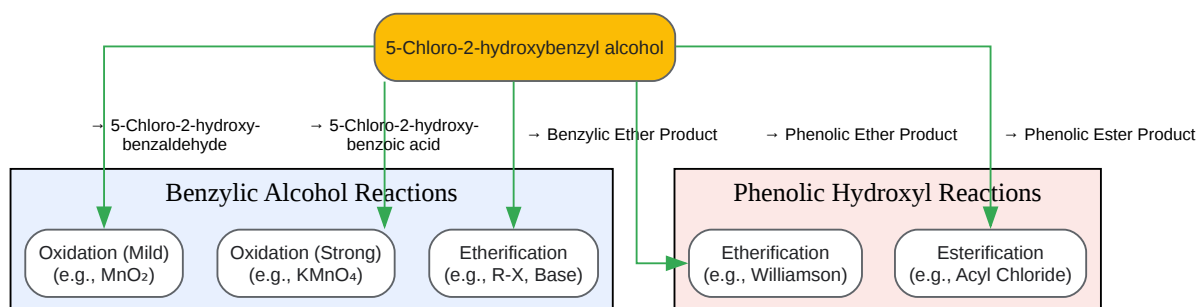 5-Chloro-2-hydroxybenzyl alcohol
→ 5-Chloro-2-hydroxy-
benzaldehyde
→ 5-Chloro-2-hydroxy-
benzoic acid
→ Benzylic Ether Product
→ Phenolic Ether Product
→ Phenolic Ester Product
Benzylic Alcohol Reactions
Oxidation (Mild)
(e.g., MnO₂)
Oxidation (Strong)
(e.g., KMnO₄)
Etherification
(e.g., R-X, Base)
Phenolic Hydroxyl Reactions
Etherification
(e.g., Williamson)
Esterification
(e.g., Acyl Chloride)